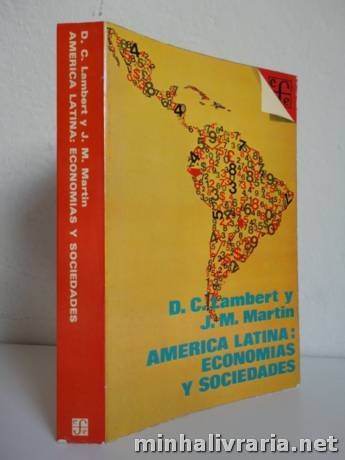 D. C. Lambert y J. M. Martin
AMERICA LATINA: ECONOMIAS Y SOCIEDADES
D. C. Lambert y
J. M. Martin
AMERICA LATINA:
ECONOMIAS
Y SOCIEDADES
minhalivraria.net